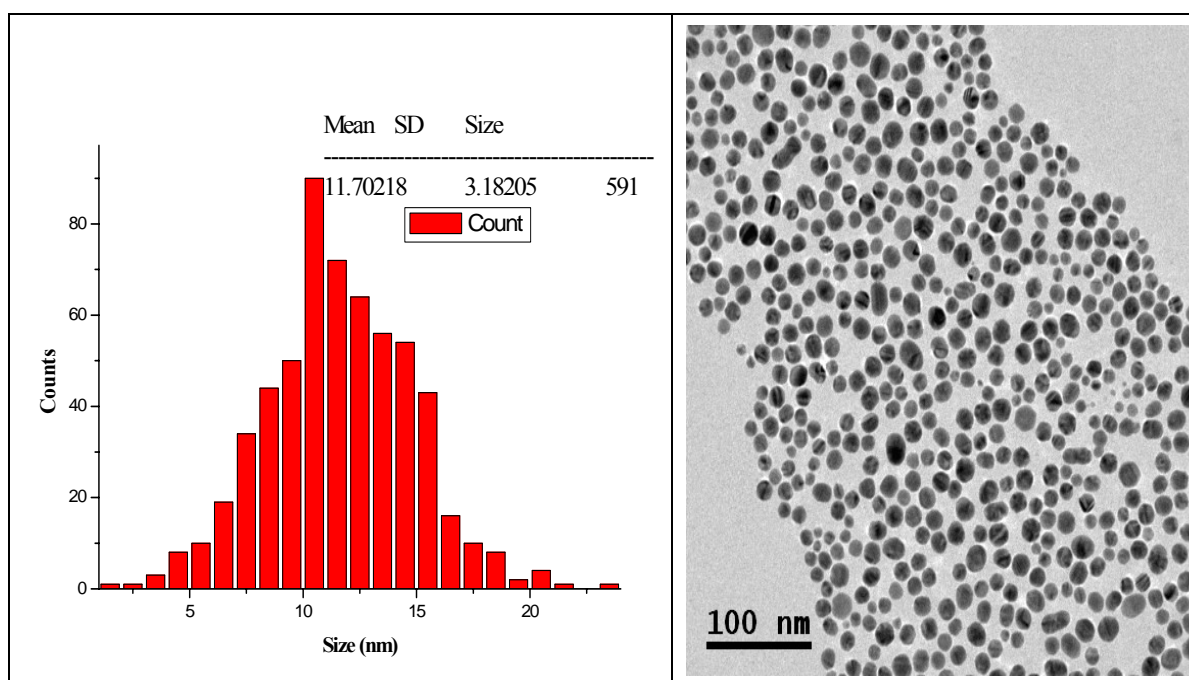 Mean SD Size
--------------------------------------------------------
11.70218 3.18205 591
Count
80
60
40
20
0
Counts
5 10 15 20
Size (nm)
100 nm